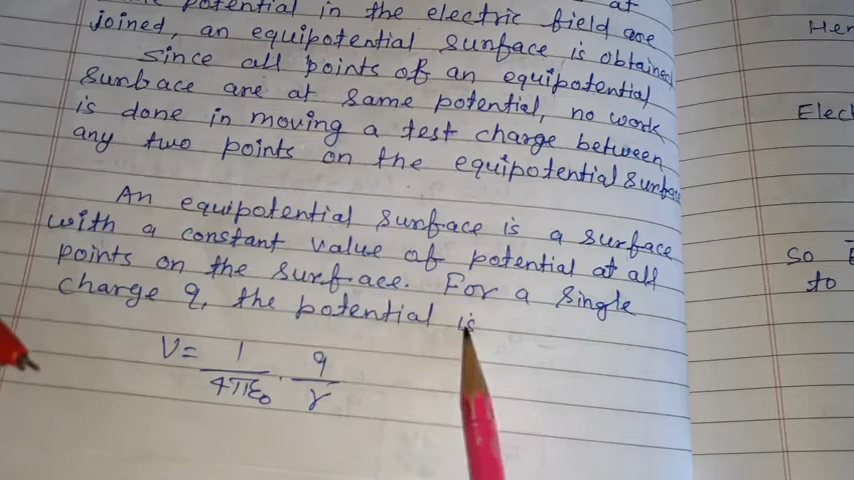 potential in the electric field are
joined, an equipotential surface is obtained
Since all points of an equipotential
surface are at same potential, no work
is done in moving a test charge between
any two points on the equipotential surface
An equipotential surface is a surface
with a constant value of potential at all
points on the surface. For a single
charge q, the potential is
V = 1/4πε₀ · q/r
Her
Elect
So E
to